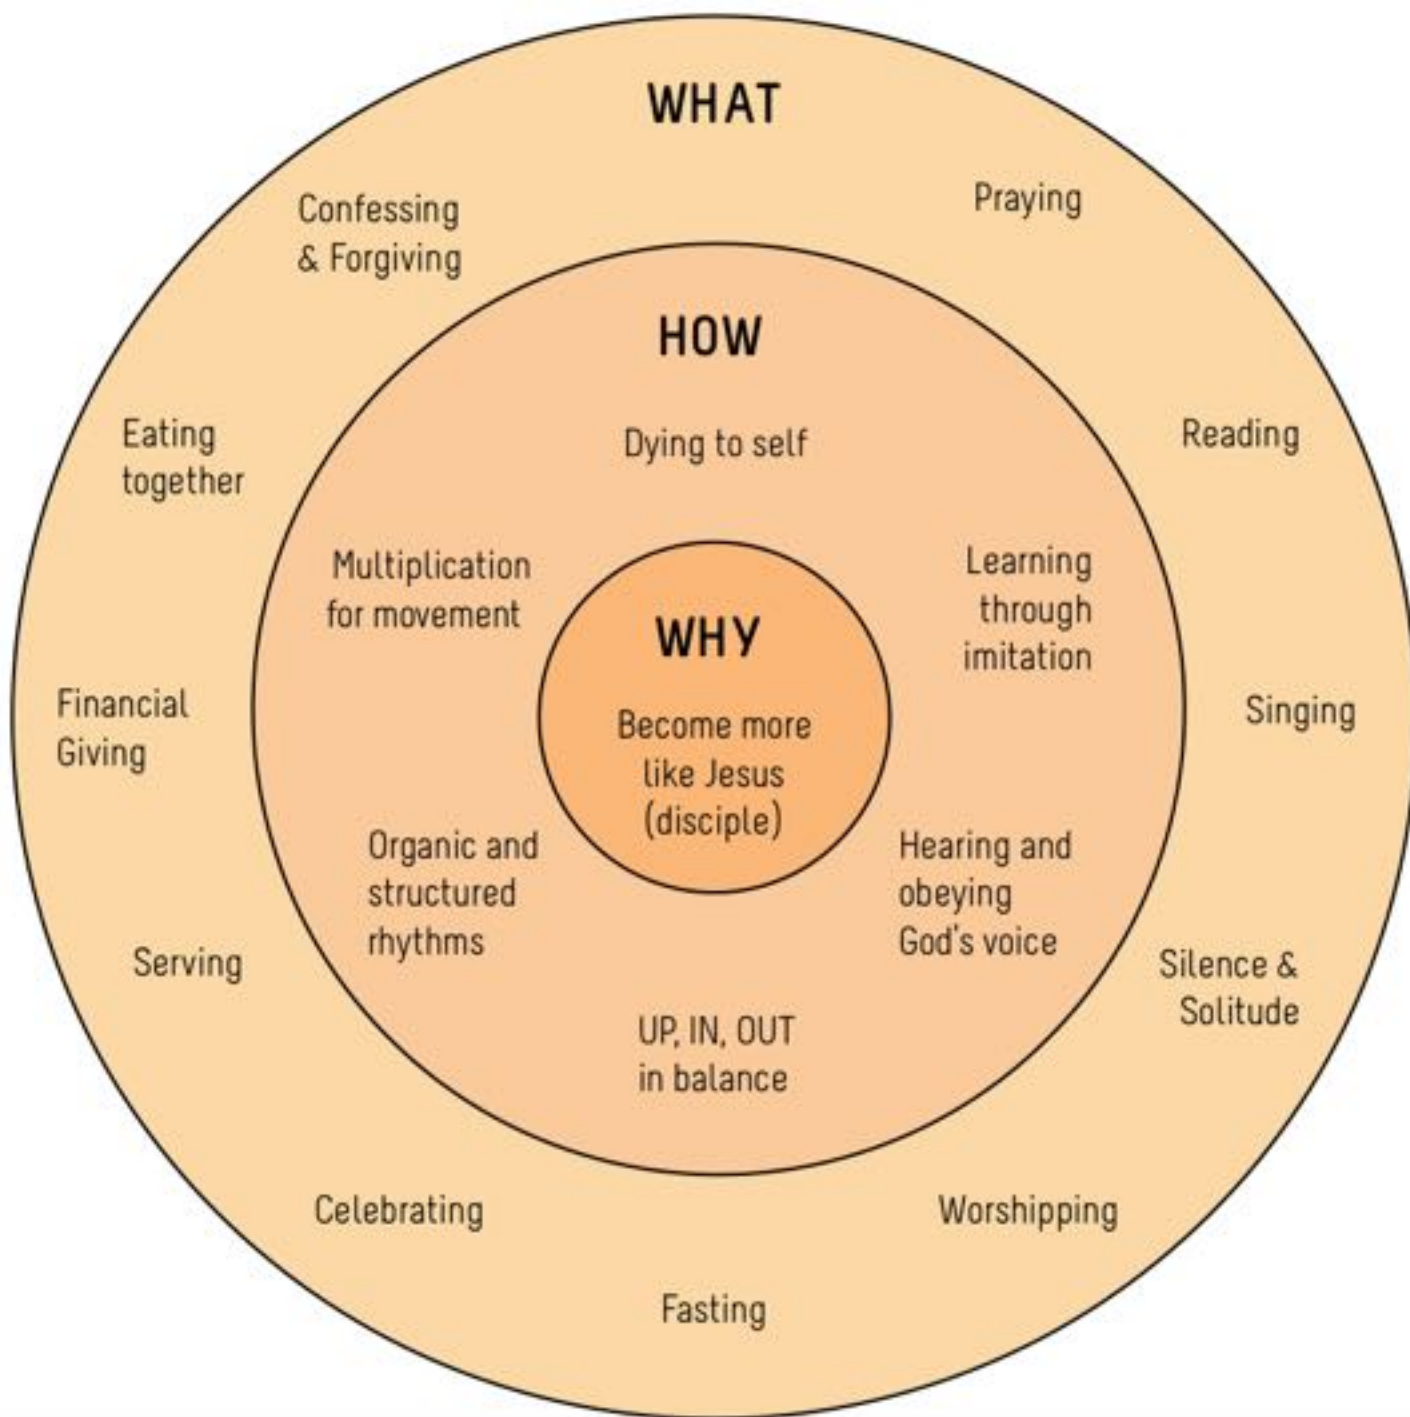 WHAT
Praying
Reading
Singing
Silence &
Solitude
Worshipping
Fasting
Celebrating
Serving
Financial
Giving
Eating
together
Confessing
& Forgiving
HOW
Dying to self
Learning
through
imitation
Hearing and
obeying
God's voice
UP, IN, OUT
in balance
Organic and
structured
rhythms
Multiplication
for movement
WHY
Become more
like Jesus
(disciple)